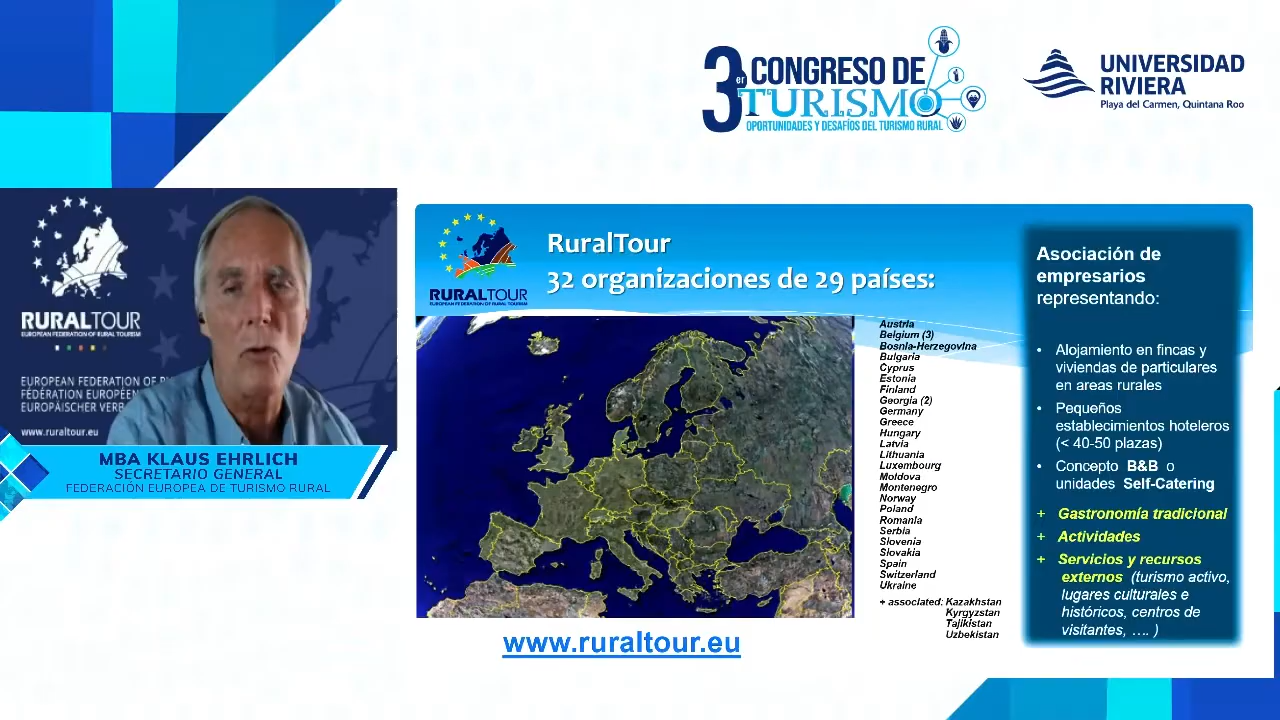 3er CONGRESO DE
TURISMO
OPORTUNIDADES Y DESAFÍOS DEL TURISMO RURAL
UNIVERSIDAD
RIVIERA
Playa del Carmen, Quintana Roo
RURALTOUR
EUROPEAN FEDERATION OF RURAL TOURISM
EUROPEAN FEDERATION OF
FÉDÉRATION EUROPÉEN
EUROPÄISCHER VERB
www.ruraltour.eu
MBA KLAUS EHRLICH
SECRETARIO GENERAL
FEDERACIÓN EUROPEA DE TURISMO RURAL
RURALTOUR
EUROPEAN FEDERATION OF RURAL TOURISM
RuralTour
32 organizaciones de 29 países:
Austria
Belgium (3)
Bosnia-Herzegovina
Bulgaria
Cyprus
Estonia
Finland
Georgia (2)
Germany
Greece
Hungary
Latvia
Lithuania
Luxembourg
Moldova
Montenegro
Norway
Poland
Romania
Serbia
Slovenia
Slovakia
Spain
Switzerland
Ukraine
+ associated: Kazakhstan
Kyrgyzstan
Tajikistan
Uzbekistan
www.ruraltour.eu
Asociación de
empresarios
representando:
• Alojamiento en fincas y
viviendas de particulares
en areas rurales
• Pequeños
establecimientos hoteleros
(< 40-50 plazas)
• Concepto B&B o
unidades Self-Catering
+ Gastronomía tradicional
+ Actividades
+ Servicios y recursos
externos (turismo activo,
lugares culturales e
históricos, centros de
visitantes, .... )